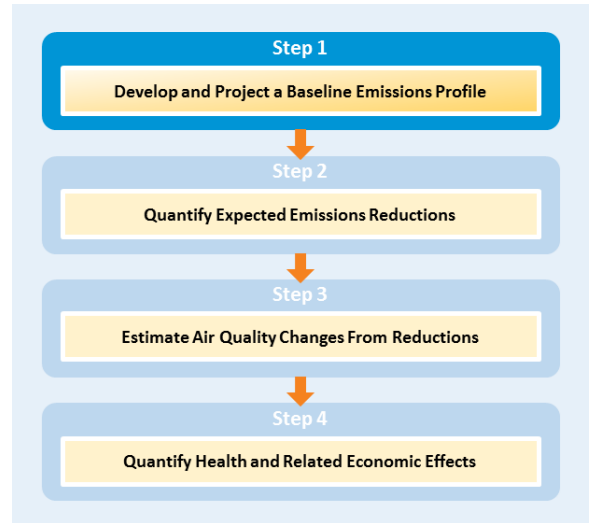 Step 1
Develop and Project a Baseline Emissions Profile
Step 2
Quantify Expected Emissions Reductions
Step 3
Estimate Air Quality Changes From Reductions
Step 4
Quantify Health and Related Economic Effects